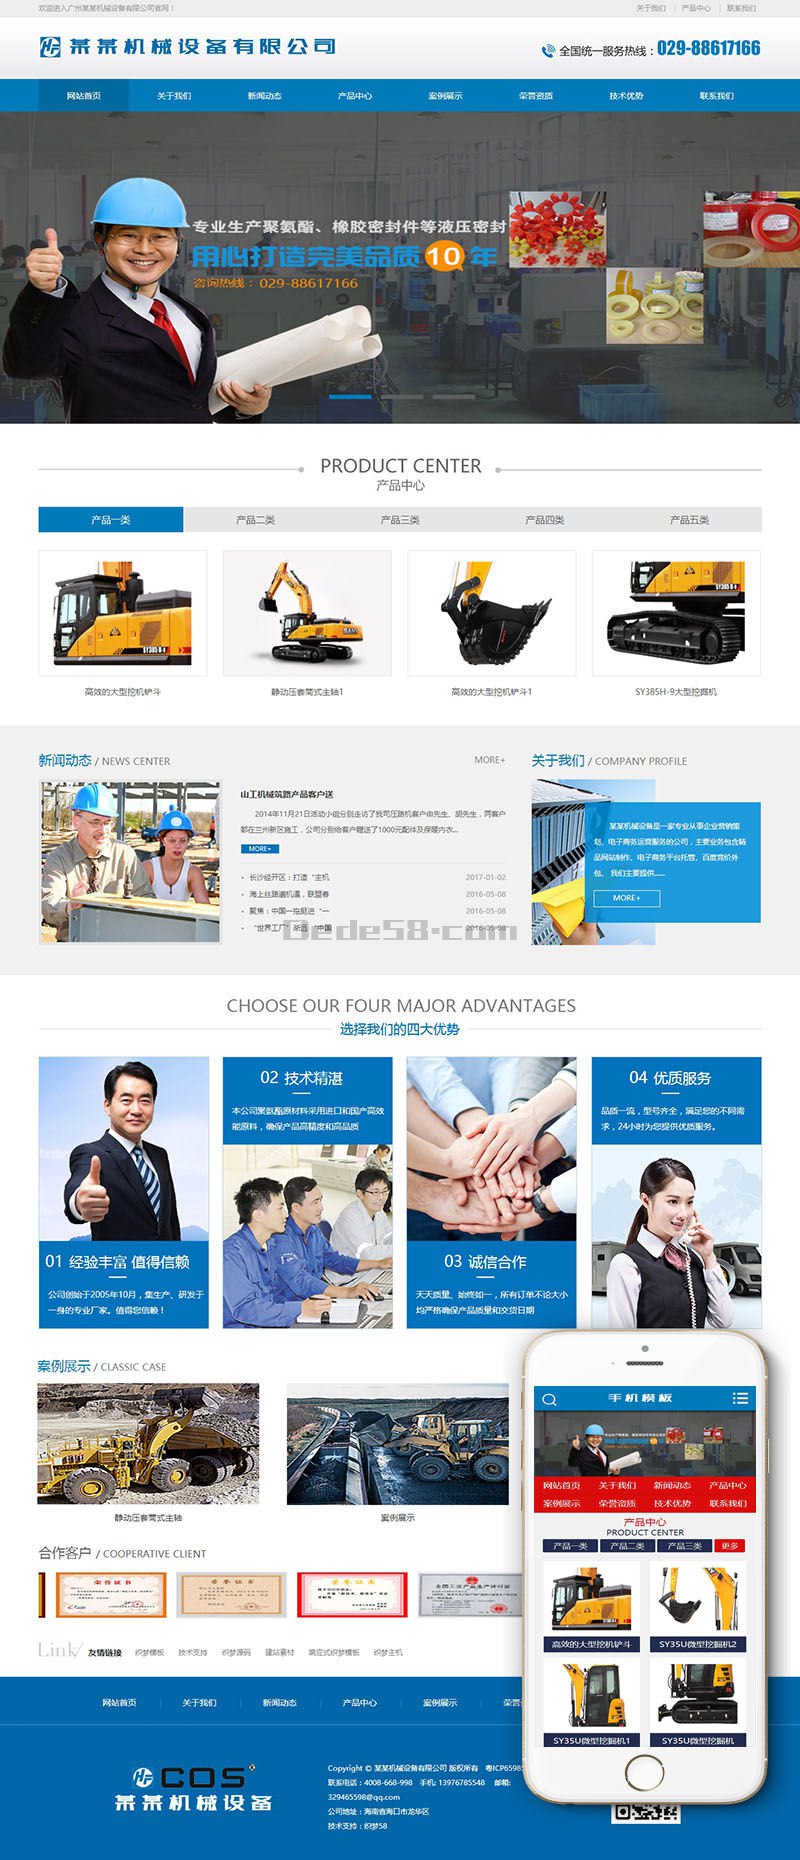 欢迎进入广州某某机械设备有限公司官网！
关于我们 | 产品中心 | 联系我们
某某机械设备有限公司
全国统一服务热线：029-88617166
网站首页 关于我们 新闻动态 产品中心 案例展示 荣誉资质 技术优势 联系我们
专业生产聚氨酯、橡胶密封件等液压密封
用心打造完美品质10年
咨询热线：029-88617166
PRODUCT CENTER
产品中心
产品一类 产品二类 产品三类 产品四类 产品五类
SY385H-9
SANY
SY385H-9
高效的大型挖机铲斗 静动压套筒式主轴1 高效的大型挖机铲斗1 SY385H-9大型挖掘机
新闻动态 / NEWS CENTER MORE+
山工机械筑路产品客户送
2014年11月21日活动小组分别走访了我司压路机客户申先生、胡先生，两客户
都在兰州新区施工，公司分别给客户赠送了1000元配件及保暖内衣...
MORE+
长沙经开区：打造“主机 2017-01-02
海上丝路遍机遇，联盟春 2016-05-08
聚焦：中国一拖挺进“一 2016-05-08
“世界工厂”渐远 “中国 2016-05-08
Dede58.com
关于我们 / COMPANY PROFILE
某某机械设备是一家专业从事企业营销策
划、电子商务运营服务的公司，主要业务包含精
品网站制作、电子商务平台托管、百度竞价外
包。 我们主要提供......
MORE+
CHOOSE OUR FOUR MAJOR ADVANTAGES
选择我们的四大优势
01 经验丰富 值得信赖
公司创始于2005年10月，集生产、研发于
一身的专业厂家。值得您信赖！
02 技术精湛
本公司聚氨酯原材料采用进口和国产高效
能原料，确保产品高精度和高品质
03 诚信合作
天天质量、始终如一，所有订单不论大小
均严格确保产品质量和交货日期
04 优质服务
品质一流，型号齐全，满足您的不同需
求，24小时为您提供优质服务。
案例展示 / CLASSIC CASE
静动压套筒式主轴 案例展示
合作客户 / COOPERATIVE CLIENT
荣誉证书 荣誉证书 荣誉证书 全国工业产品生产许可证
Link/ 友情链接 织梦模板 技术支持 织梦源码 建站素材 响应式织梦模板 织梦主机
网站首页 | 关于我们 | 新闻动态 | 产品中心 | 案例展示 | 荣誉
COS
某某机械设备
Copyright © 某某机械设备有限公司 版权所有 粤ICP6598
联系电话：4008-668-998 手机: 13976785548 邮箱:
329465598@qq.com
公司地址：海南省海口市龙华区
技术支持：织梦58
手机模板
网站首页 关于我们 新闻动态 产品中心
案例展示 荣誉资质 技术优势 联系我们
产品中心
PRODUCT CENTER
产品一类 产品二类 产品三类 更多
高效的大型挖机铲斗 SY35U微型挖掘机2
SY35U微型挖掘机1 SY35U微型挖掘机